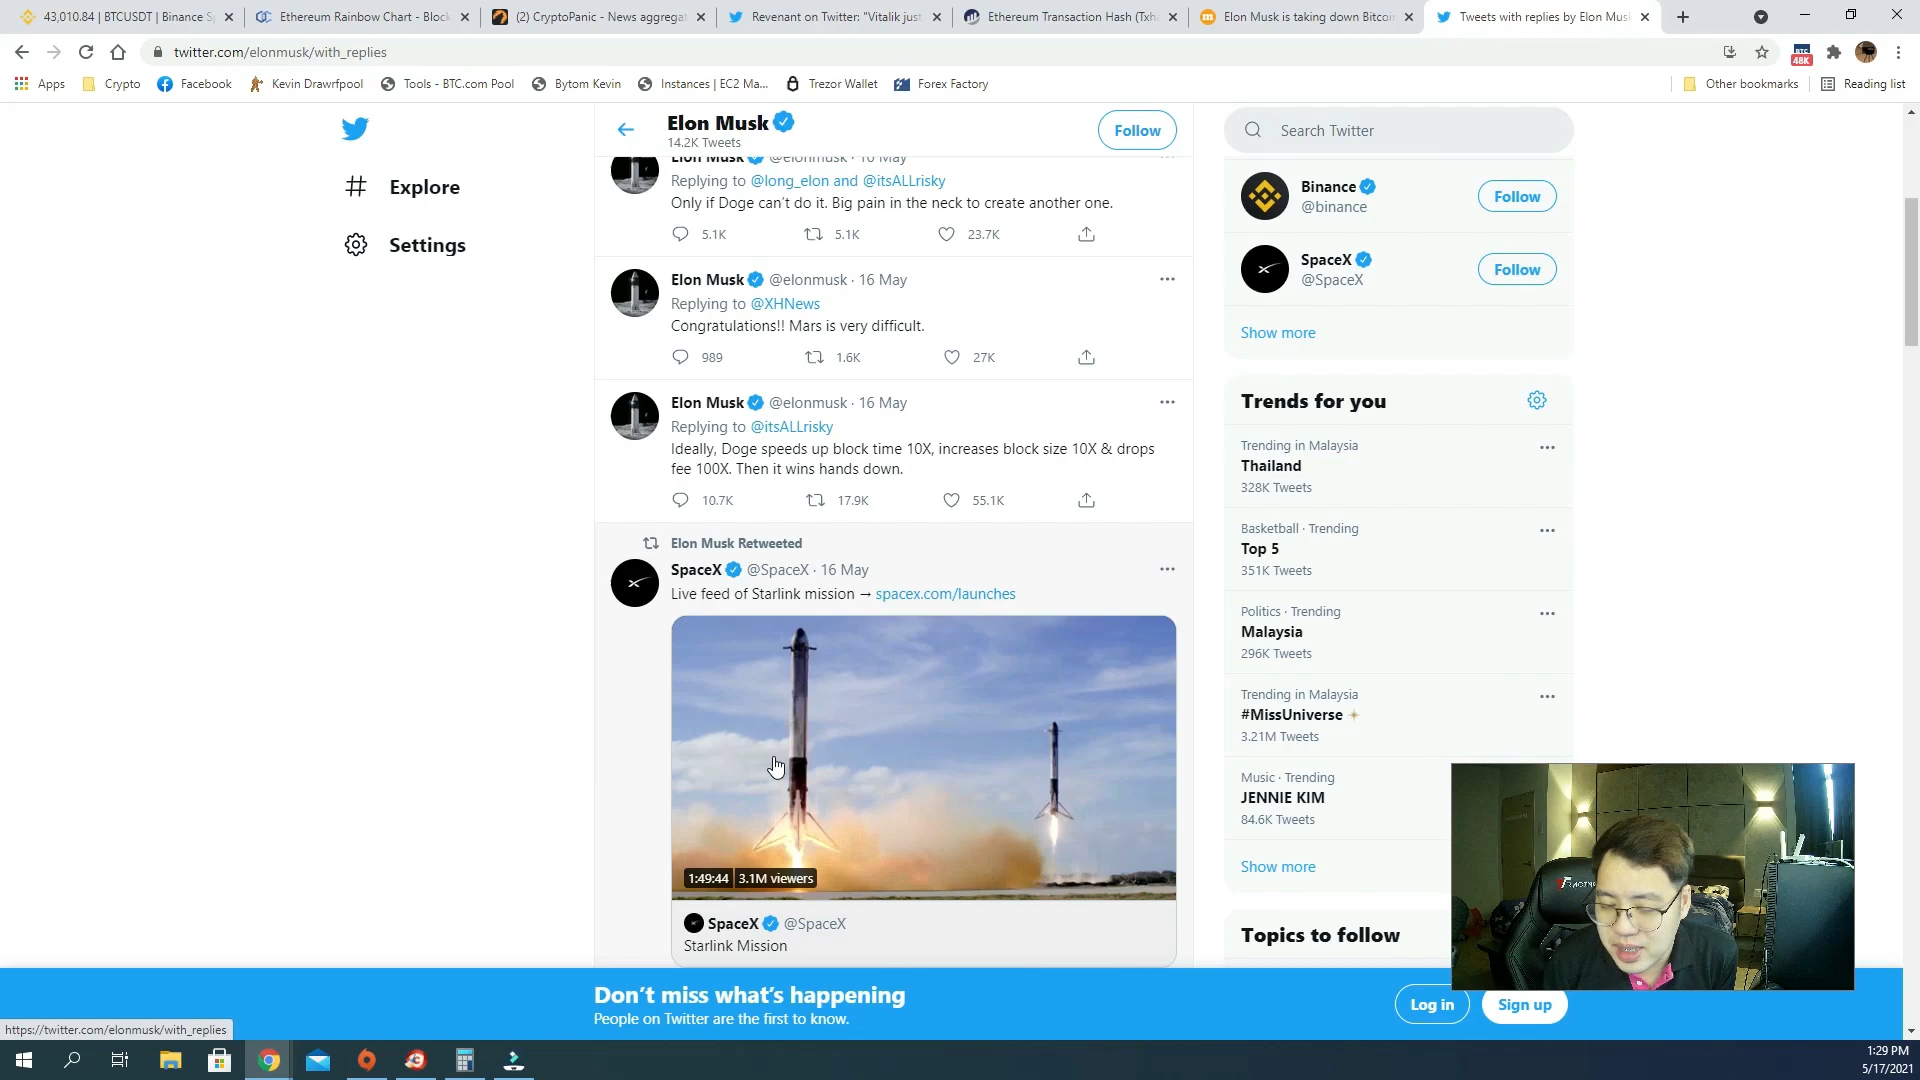 43,010.84 | BTCUSDT | Binance S
Ethereum Rainbow Chart - Block
(2) CryptoPanic - News aggregat
Revenant on Twitter: "Vitalik just
Ethereum Transaction Hash (Txha
Elon Musk is taking down Bitcoin
Tweets with replies by Elon Musk
twitter.com/elonmusk/with_replies
BTC
48K
Apps
Crypto
Facebook
Kevin Drawrfpool
Tools - BTC.com Pool
Bytom Kevin
Instances | EC2 Ma...
Trezor Wallet
Forex Factory
Other bookmarks
Reading list
Explore
Settings
Elon Musk
14.2K Tweets
Follow
Elon Musk @elonmusk · 16 May
Replying to @long_elon and @itsALLrisky
Only if Doge can't do it. Big pain in the neck to create another one.
5.1K 5.1K 23.7K
Elon Musk @elonmusk · 16 May
Replying to @XHNews
Congratulations!! Mars is very difficult.
989 1.6K 27K
Elon Musk @elonmusk · 16 May
Replying to @itsALLrisky
Ideally, Doge speeds up block time 10X, increases block size 10X & drops
fee 100X. Then it wins hands down.
10.7K 17.9K 55.1K
Elon Musk Retweeted
SpaceX @SpaceX · 16 May
Live feed of Starlink mission → spacex.com/launches
1:49:44 3.1M viewers
SpaceX @SpaceX
Starlink Mission
Search Twitter
Binance
@binance
Follow
SpaceX
@SpaceX
Follow
Show more
Trends for you
Trending in Malaysia
Thailand
328K Tweets
Basketball · Trending
Top 5
351K Tweets
Politics · Trending
Malaysia
296K Tweets
Trending in Malaysia
#MissUniverse
3.21M Tweets
Music · Trending
JENNIE KIM
84.6K Tweets
Show more
Topics to follow
Don't miss what's happening
People on Twitter are the first to know.
Log in
Sign up
https://twitter.com/elonmusk/with_replies
1:29 PM
5/17/2021